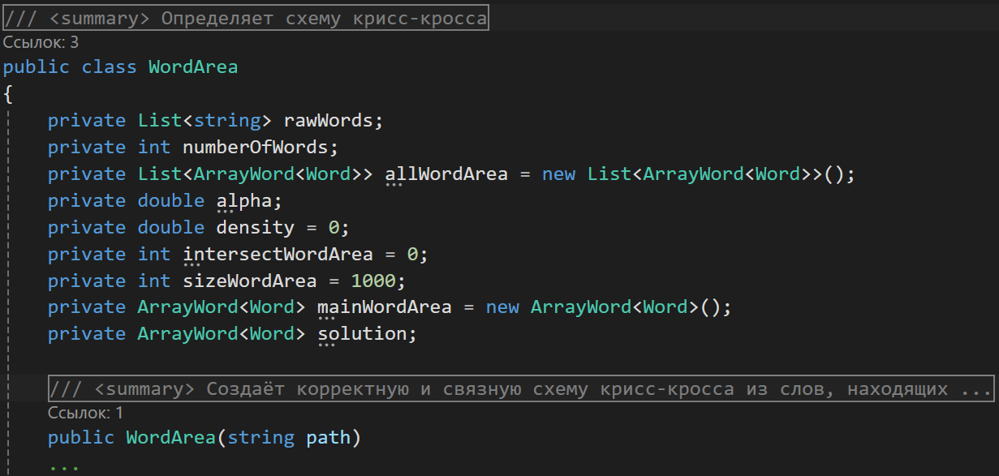 /// <summary> Определяет схему крисс-кросса
Ссылок: 3
public class WordArea
{
private List<string> rawWords;
private int numberOfWords;
private List<ArrayWord<Word>> allWordArea = new List<ArrayWord<Word>>();
private double alpha;
private double density = 0;
private int intersectWordArea = 0;
private int sizeWordArea = 1000;
private ArrayWord<Word> mainWordArea = new ArrayWord<Word>();
private ArrayWord<Word> solution;
/// <summary> Создаёт корректную и связную схему крисс-кросса из слов, находящих ...
Ссылок: 1
public WordArea(string path)
...